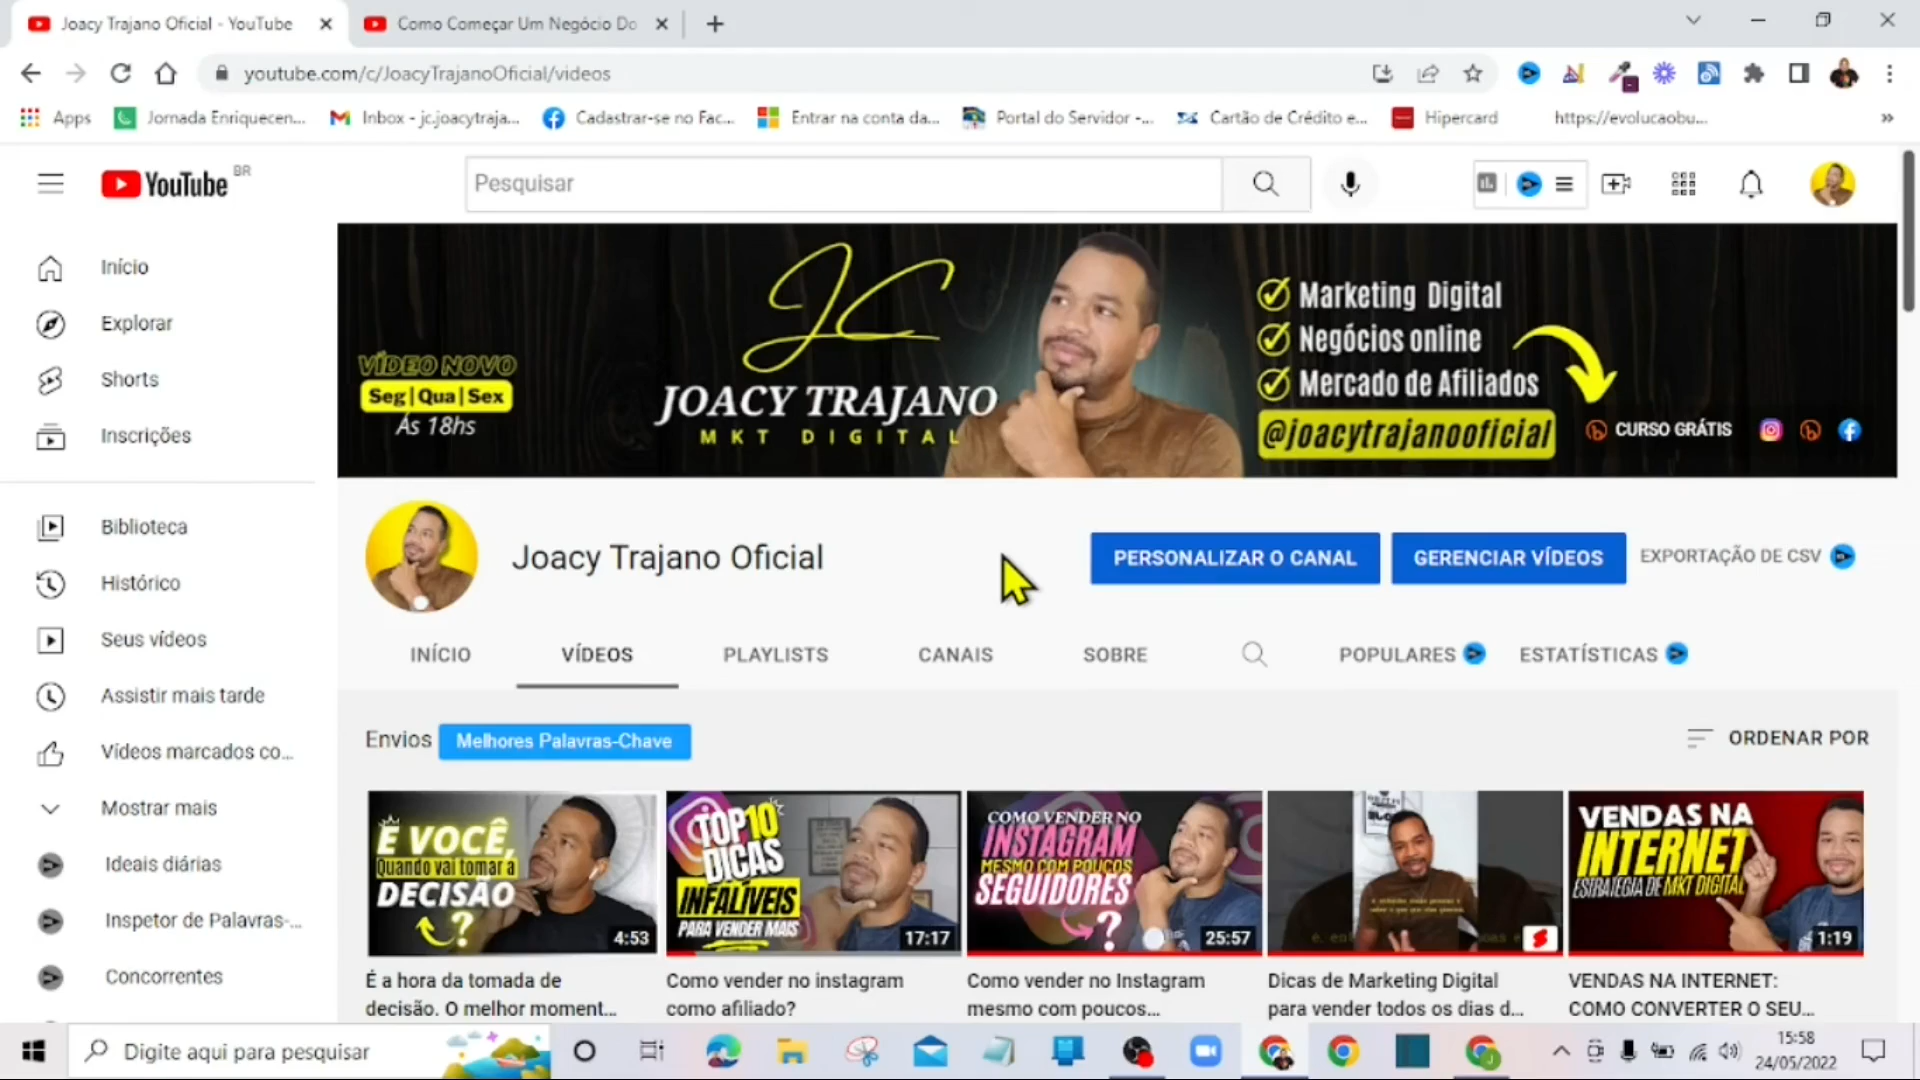 Joacy Trajano Oficial - YouTube
Como Começar Um Negócio Do
youtube.com/c/JoacyTrajanoOficial/videos
Apps
Jornada Enriquecen...
Inbox - jc.joacytraja...
Cadastrar-se no Fac...
Entrar na conta da...
Portal do Servidor -...
Cartão de Crédito e...
Hipercard
https://evolucaobu...
»
YouTube BR
Pesquisar
Início
Explorar
Shorts
Inscrições
Biblioteca
Histórico
Seus vídeos
Assistir mais tarde
Vídeos marcados co...
Mostrar mais
Ideais diárias
Inspetor de Palavras-...
Concorrentes
VÍDEO NOVO
Seg|Qua|Sex
Ás 18hs
JC
JOACY TRAJANO
MKT DIGITAL
Marketing Digital
Negócios online
Mercado de Afiliados
@joacytrajanooficial
CURSO GRÁTIS
Joacy Trajano Oficial
PERSONALIZAR O CANAL
GERENCIAR VÍDEOS
EXPORTAÇÃO DE CSV
INÍCIO
VÍDEOS
PLAYLISTS
CANAIS
SOBRE
POPULARES
ESTATÍSTICAS
Envios
Melhores Palavras-Chave
ORDENAR POR
E VOCÊ,
Quando vai tomar a
DECISÃO
?
4:53
É a hora da tomada de
decisão. O melhor moment...
TOP10
DICAS
INFALÍVEIS
PARA VENDER MAIS
17:17
Como vender no instagram
como afiliado?
COMO VENDER NO
INSTAGRAM
MESMO COM POUCOS
SEGUIDORES
?
25:57
Como vender no Instagram
mesmo com poucos...
Dicas de Marketing Digital
para vender todos os dias d...
VENDAS NA
INTERNET
ESTRATÉGIA DE MKT DIGITAL
1:19
VENDAS NA INTERNET:
COMO CONVERTER O SEU...
Digite aqui para pesquisar
15:58
24/05/2022